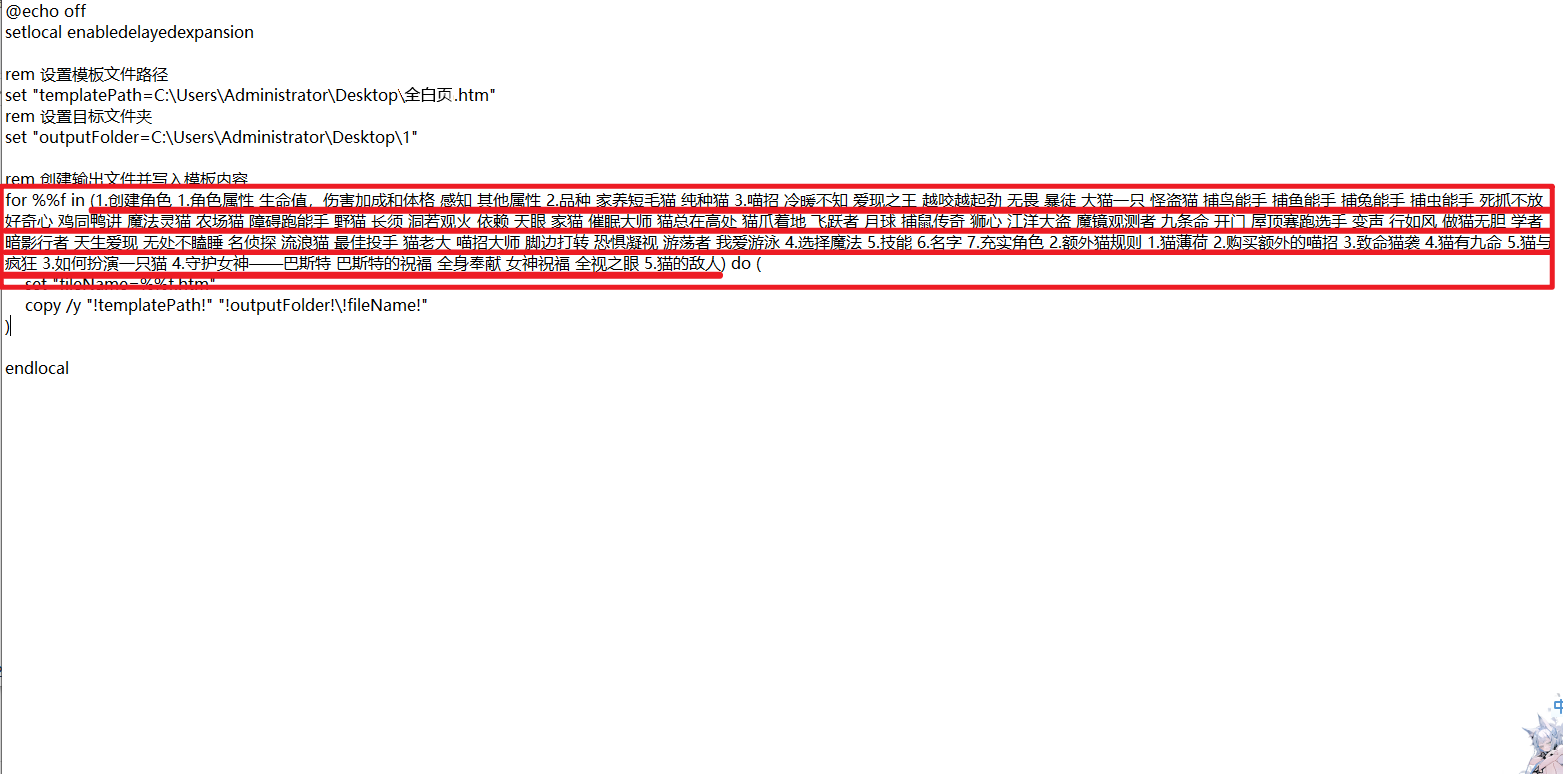 @echo off
setlocal enabledelayedexpansion
rem 设置模板文件路径
set "templatePath=C:\Users\Administrator\Desktop\全白页.htm"
rem 设置目标文件夹
set "outputFolder=C:\Users\Administrator\Desktop\1"
rem 创建输出文件并写入模板内容
for %%f in (1.创建角色 1.角色属性 生命值，伤害加成和体格 感知 其他属性 2.品种 家养短毛猫 纯种猫 3.喵招 冷暖不知 爱现之王 越咬越起劲 无畏 暴徒 大猫一只 怪盗猫 捕鸟能手 捕鱼能手 捕兔能手 捕虫能手 死抓不放
好奇心 鸡同鸭讲 魔法灵猫 农场猫 障碍跑能手 野猫 长须 洞若观火 依赖 天眼 家猫 催眠大师 猫总在高处 猫爪着地 飞跃者 月球 捕鼠传奇 狮心 江洋大盗 魔镜观测者 九条命 开门 屋顶赛跑选手 变声 行如风 做猫无胆 学者
暗影行者 天生爱现 无处不瞌睡 名侦探 流浪猫 最佳投手 猫老大 喵招大师 脚边打转 恐惧凝视 游荡者 我爱游泳 4.选择魔法 5.技能 6.名字 7.充实角色 2.额外猫规则 1.猫薄荷 2.购买额外的喵招 3.致命猫袭 4.猫有九命 5.猫与
疯狂 3.如何扮演一只猫 4.守护女神——巴斯特 巴斯特的祝福 全身奉献 女神祝福 全视之眼 5.猫的敌人) do (
set "fileName=%%f.htm"
copy /y "!templatePath!" "!outputFolder!\!fileName!"
)
endlocal
中